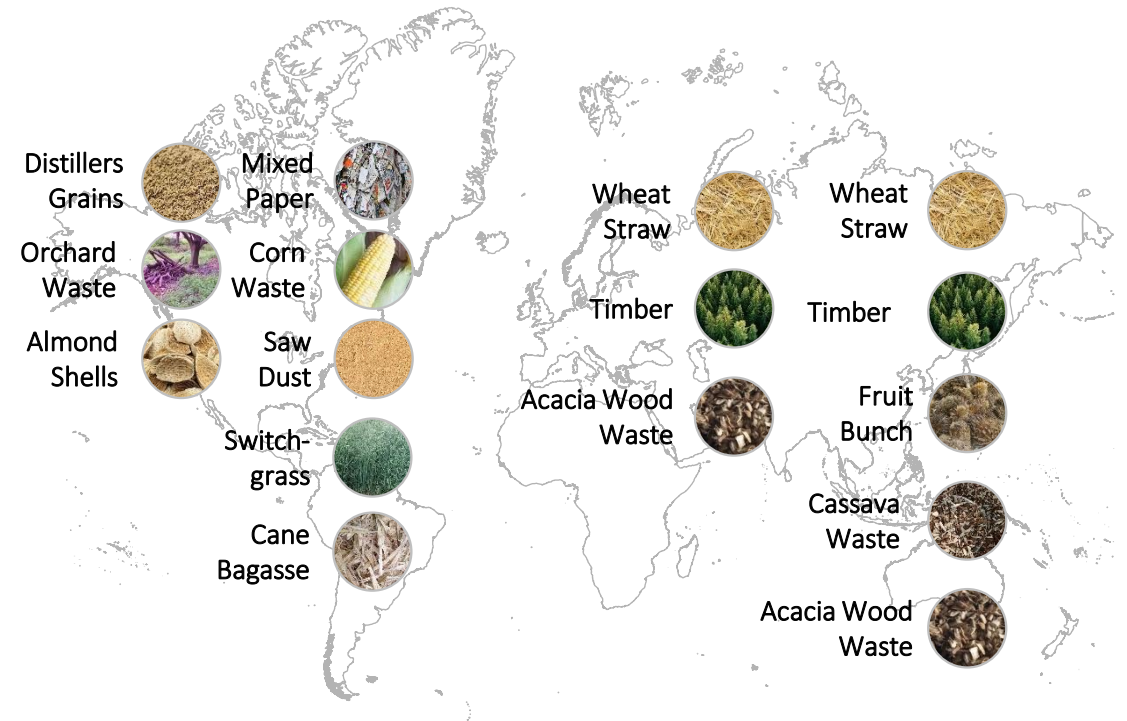 Distillers
Grains
Orchard
Waste
Almond
Shells
Mixed
Paper
Corn
Waste
Saw
Dust
Switch-
grass
Cane
Bagasse
Wheat
Straw
Timber
Acacia Wood
Waste
Wheat
Straw
Timber
Fruit
Bunch
Cassava
Waste
Acacia Wood
Waste